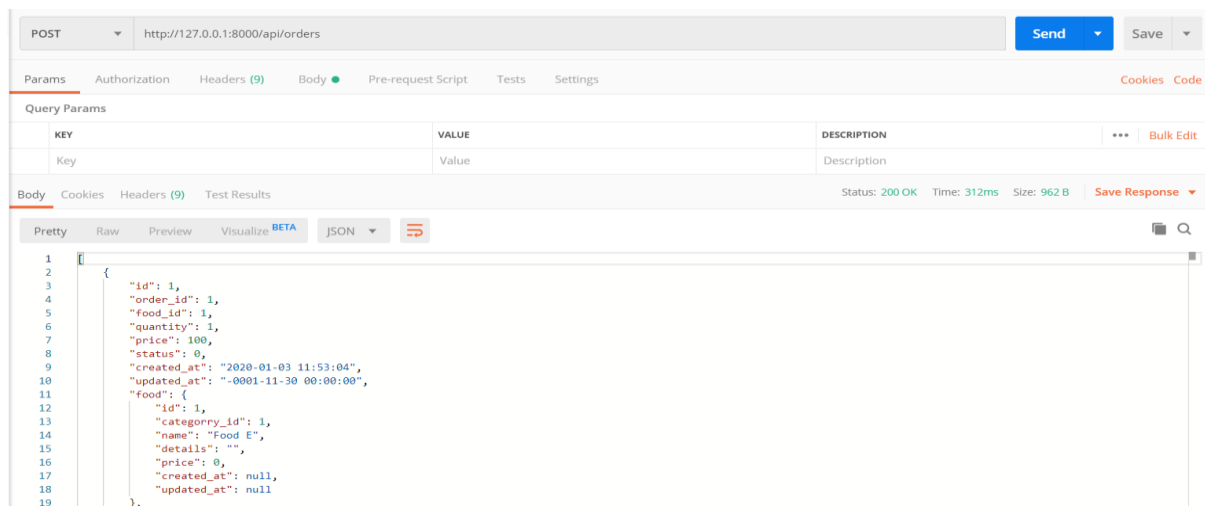 POST http://127.0.0.1:8000/api/orders Send Save
Params Authorization Headers (9) Body Pre-request Script Tests Settings Cookies Code
Query Params
KEY VALUE DESCRIPTION ••• Bulk Edit
Key Value Description
Body Cookies Headers (9) Test Results Status: 200 OK Time: 312ms Size: 962 B Save Response
Pretty Raw Preview Visualize BETA JSON
1 [
2 {
3 "id": 1,
4 "order_id": 1,
5 "food_id": 1,
6 "quantity": 1,
7 "price": 100,
8 "status": 0,
9 "created_at": "2020-01-03 11:53:04",
10 "updated_at": "-0001-11-30 00:00:00",
11 "food": {
12 "id": 1,
13 "categorry_id": 1,
14 "name": "Food E",
15 "details": "",
16 "price": 0,
17 "created_at": null,
18 "updated_at": null
19 },